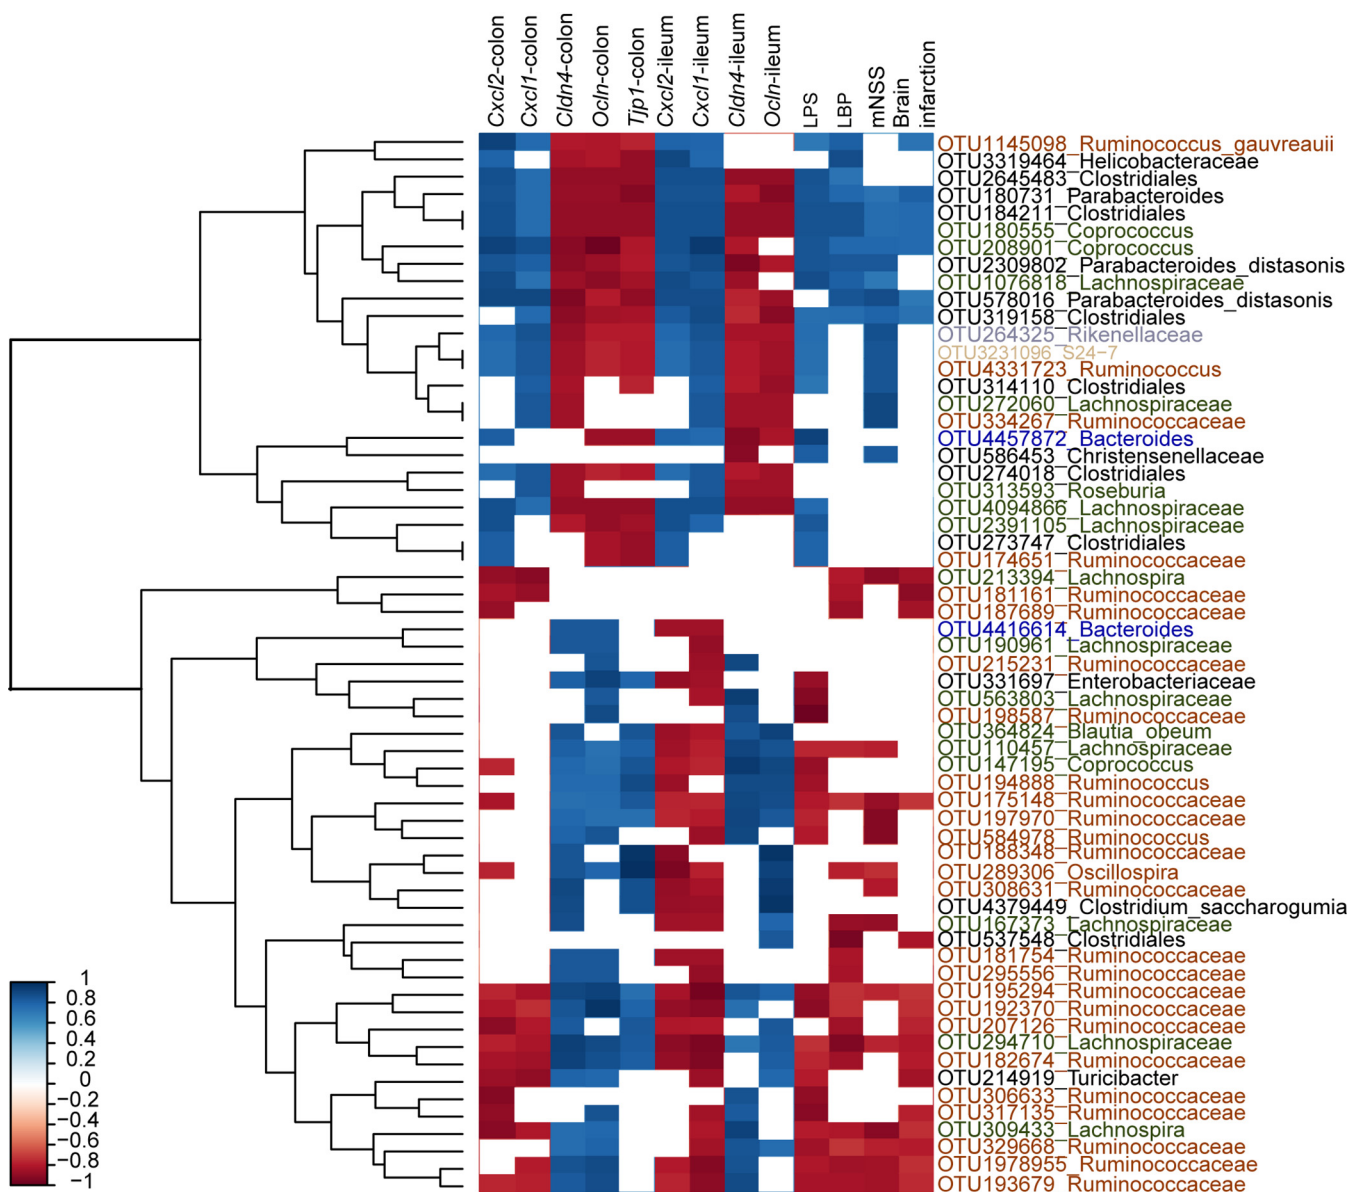 Cxcl2-colon
Cxcl1-colon
Cldn4-colon
Ocln-colon
Tjp1-colon
Cxcl2-ileum
Cxcl1-ileum
Cldn4-ileum
Ocln-ileum
LPS
LBP
mNSS
Brain
infarction
OTU1145098_Ruminococcus_gauvreauii
OTU3319464_Helicobacteraceae
OTU2645483_Clostridiales
OTU180731_Parabacteroides
OTU184211_Clostridiales
OTU180555_Coprococcus
OTU208901_Coprococcus
OTU2309802_Parabacteroides_distasonis
OTU1076818_Lachnospiraceae
OTU578016_Parabacteroides_distasonis
OTU319158_Clostridiales
OTU264325_Rikenellaceae
OTU3231096_S24−7
OTU4331723_Ruminococcus
OTU314110_Clostridiales
OTU272060_Lachnospiraceae
OTU334267_Ruminococcaceae
OTU4457872_Bacteroides
OTU586453_Christensenellaceae
OTU274018_Clostridiales
OTU313593_Roseburia
OTU4094866_Lachnospiraceae
OTU2391105_Lachnospiraceae
OTU273747_Clostridiales
OTU174651_Ruminococcaceae
OTU213394_Lachnospira
OTU181161_Ruminococcaceae
OTU187689_Ruminococcaceae
OTU4416614_Bacteroides
OTU190961_Lachnospiraceae
OTU215231_Ruminococcaceae
OTU331697_Enterobacteriaceae
OTU563803_Lachnospiraceae
OTU198587_Ruminococcaceae
OTU364824_Blautia_obeum
OTU110457_Lachnospiraceae
OTU147195_Coprococcus
OTU194888_Ruminococcus
OTU175148_Ruminococcaceae
OTU197970_Ruminococcaceae
OTU584978_Ruminococcus
OTU188348_Ruminococcaceae
OTU289306_Oscillospira
OTU308631_Ruminococcaceae
OTU4379449_Clostridium_saccharogumia
OTU167373_Lachnospiraceae
OTU537548_Clostridiales
OTU181754_Ruminococcaceae
OTU295556_Ruminococcaceae
OTU195294_Ruminococcaceae
OTU192370_Ruminococcaceae
OTU207126_Ruminococcaceae
OTU294710_Lachnospiraceae
OTU182674_Ruminococcaceae
OTU214919_Turicibacter
OTU306633_Ruminococcaceae
OTU317135_Ruminococcaceae
OTU309433_Lachnospira
OTU329668_Ruminococcaceae
OTU1978955_Ruminococcaceae
OTU193679_Ruminococcaceae
1
0.8
0.6
0.4
0.2
0
−0.2
−0.4
−0.6
−0.8
−1